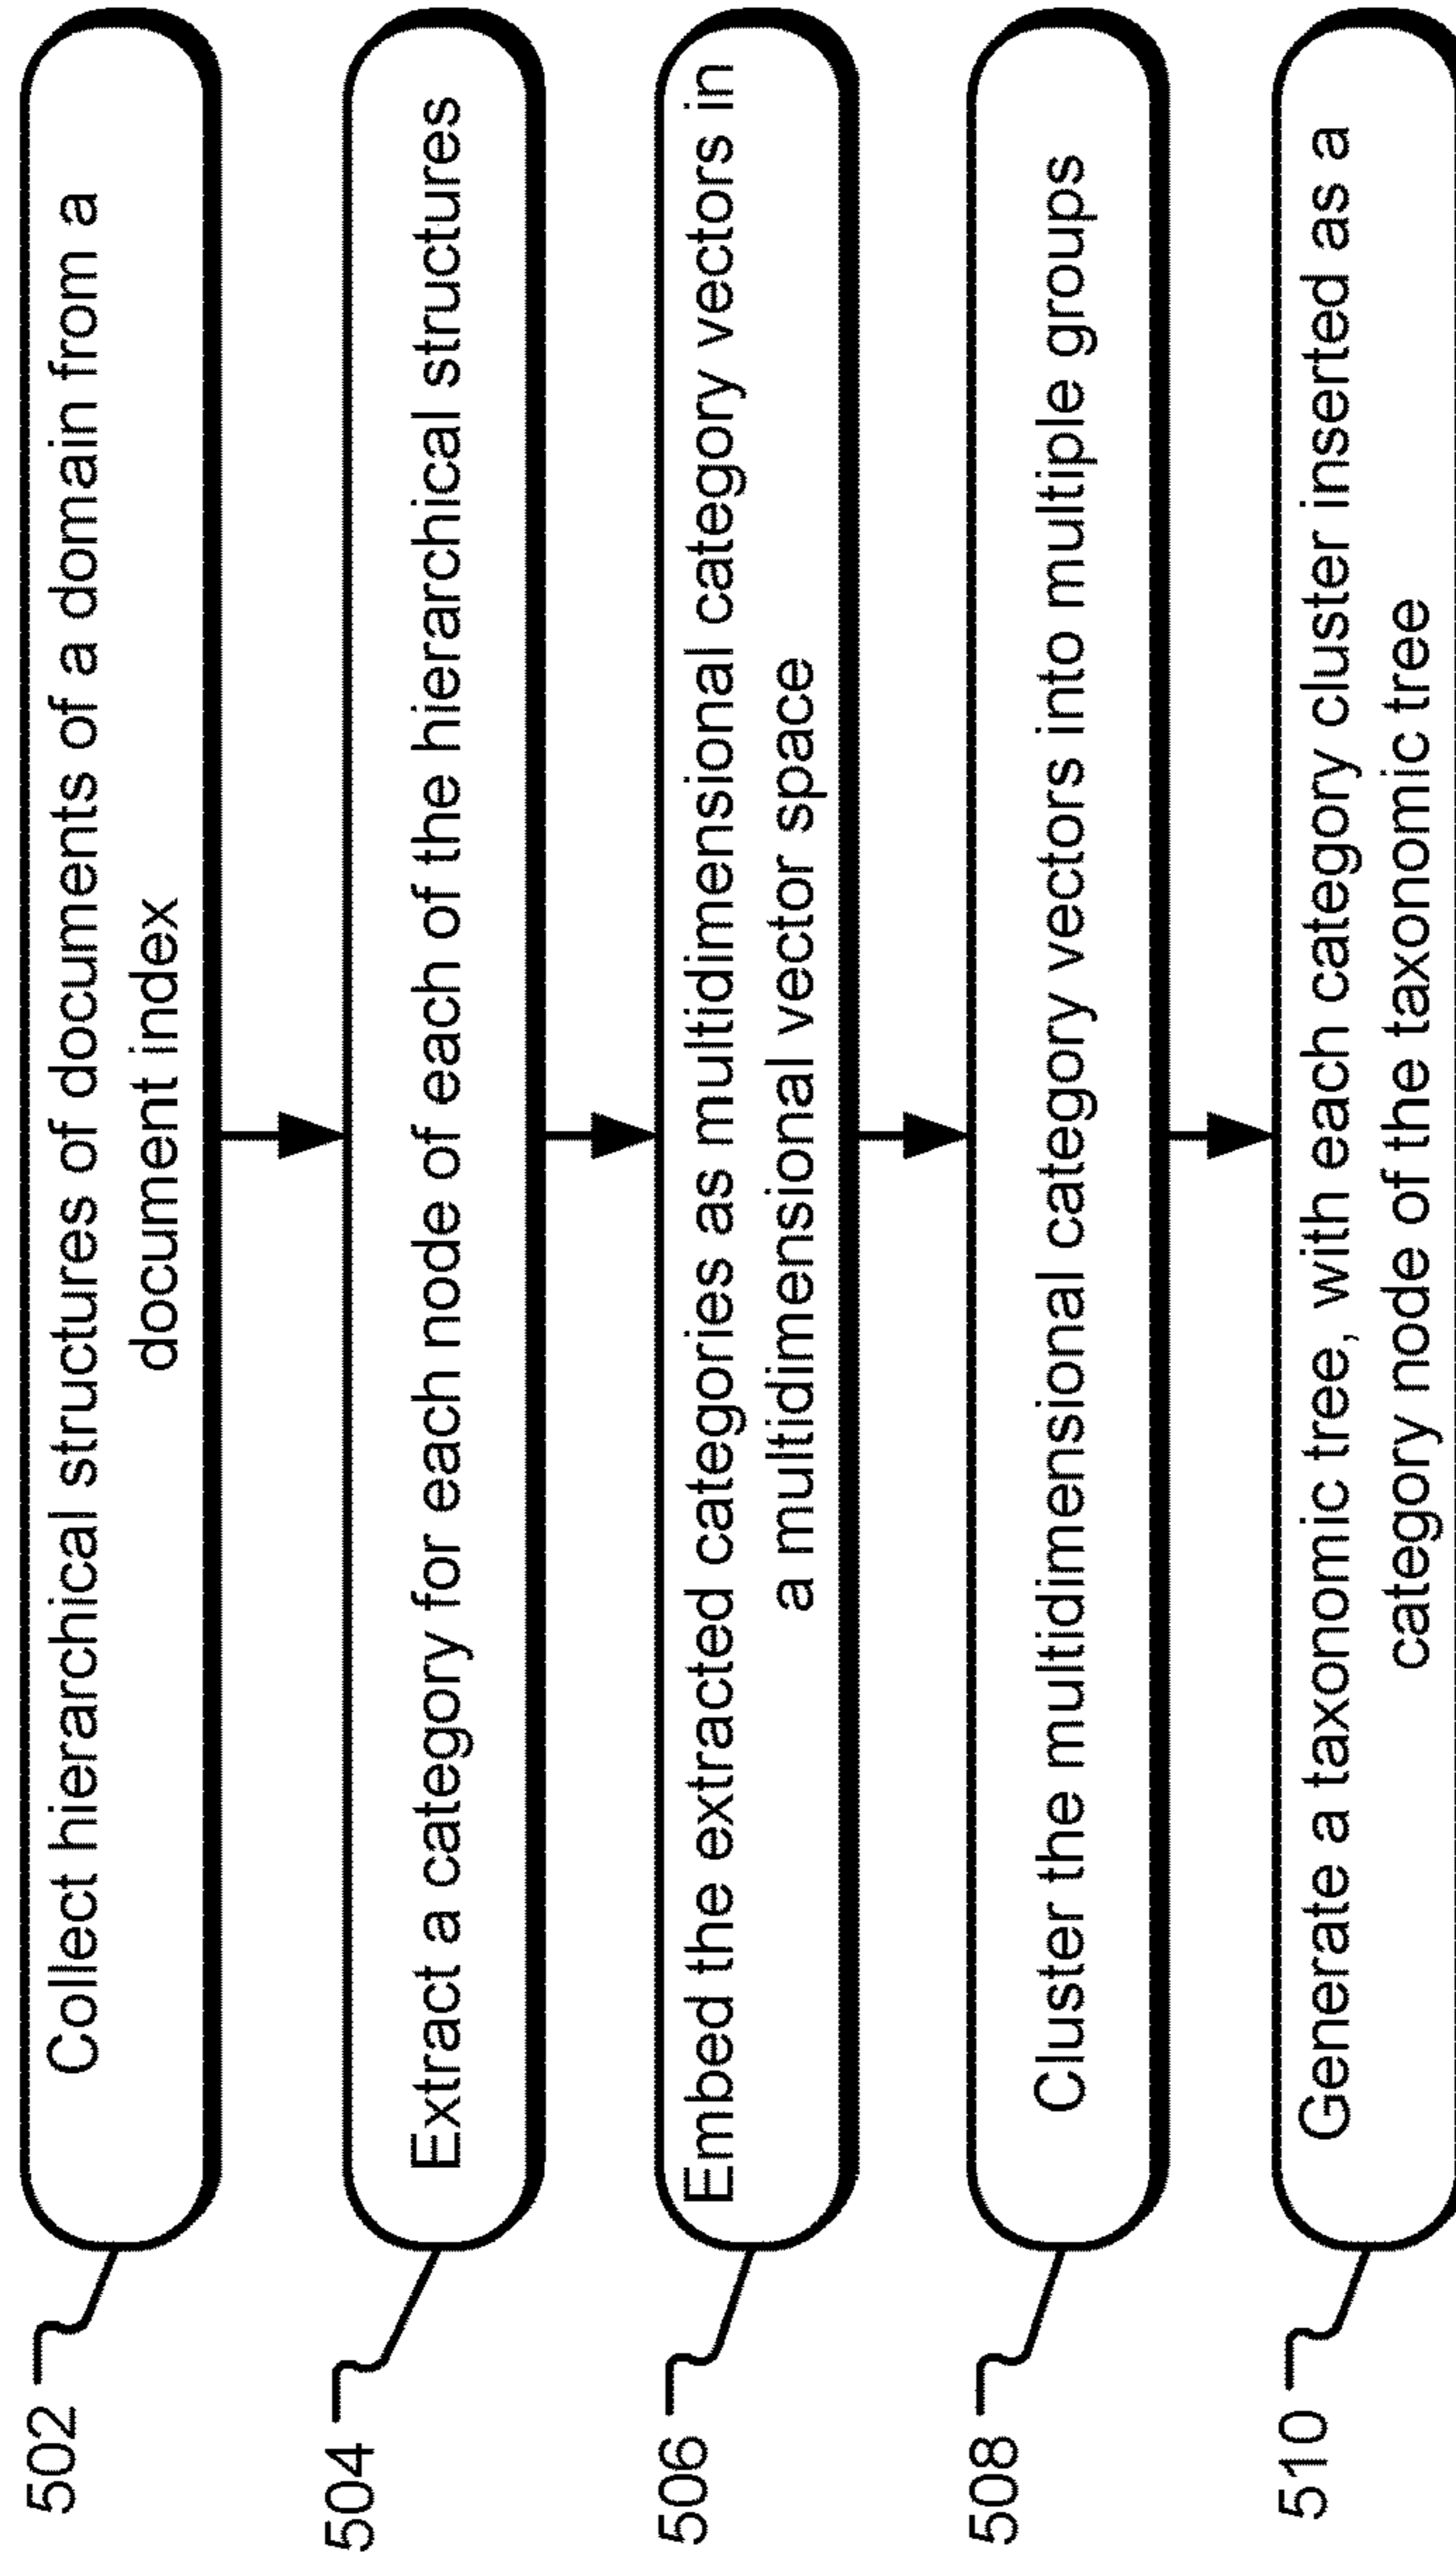 502
Collect hierarchical structures of documents of a domain from a
document index
504
Extract a category for each node of each of the hierarchical structures
506
Embed the extracted categories as multidimensional category vectors in
a multidimensional vector space
508
Cluster the multidimensional category vectors into multiple groups
510
Generate a taxonomic tree, with each category cluster inserted as a
category node of the taxonomic tree